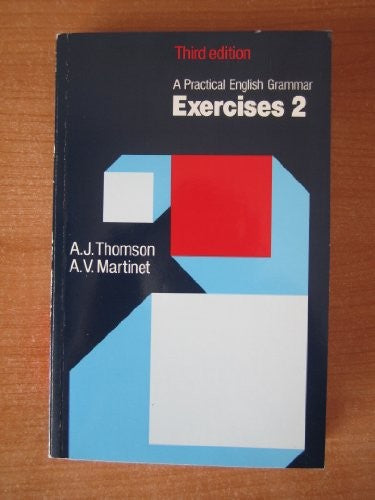 Third edition
A Practical English Grammar
Exercises 2
A.J. Thomson
A.V. Martinet